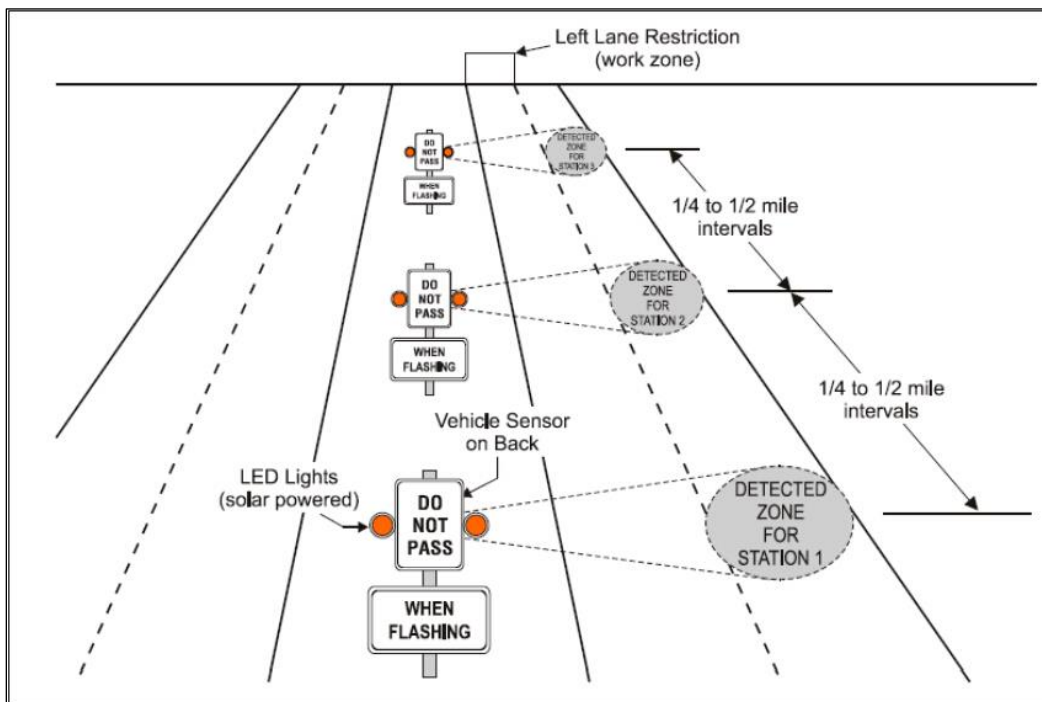 Left Lane Restriction
(work zone)
DO
NOT
PASS
WHEN
FLASHING
DETECTED
ZONE
FOR
STATION 3
1/4 to 1/2 mile
intervals
DO
NOT
PASS
WHEN
FLASHING
DETECTED
ZONE
FOR
STATION 2
1/4 to 1/2 mile
intervals
Vehicle Sensor
on Back
LED Lights
(solar powered)
DO
NOT
PASS
WHEN
FLASHING
DETECTED
ZONE
FOR
STATION 1